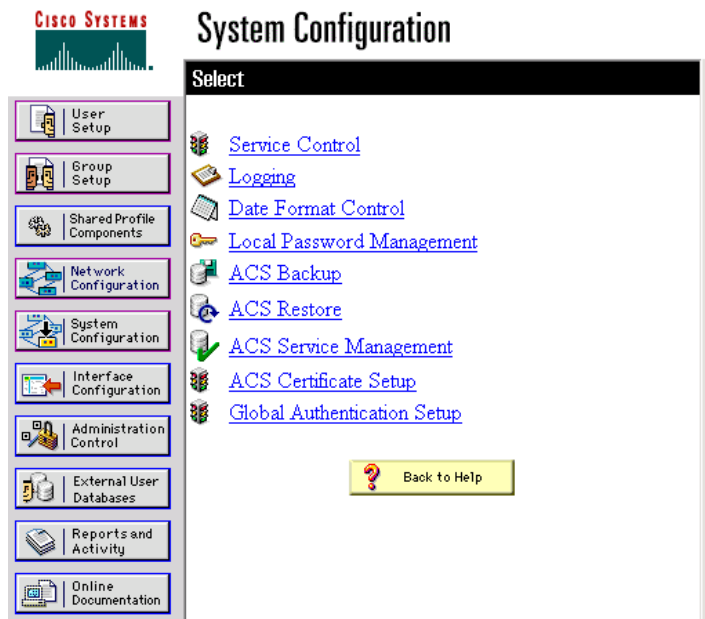 CISCO SYSTEMS
System Configuration
Select
User
Setup
Group
Setup
Shared Profile
Components
Network
Configuration
System
Configuration
Interface
Configuration
Administration
Control
External User
Databases
Reports and
Activity
Online
Documentation
Service Control
Logging
Date Format Control
Local Password Management
ACS Backup
ACS Restore
ACS Service Management
ACS Certificate Setup
Global Authentication Setup
Back to Help